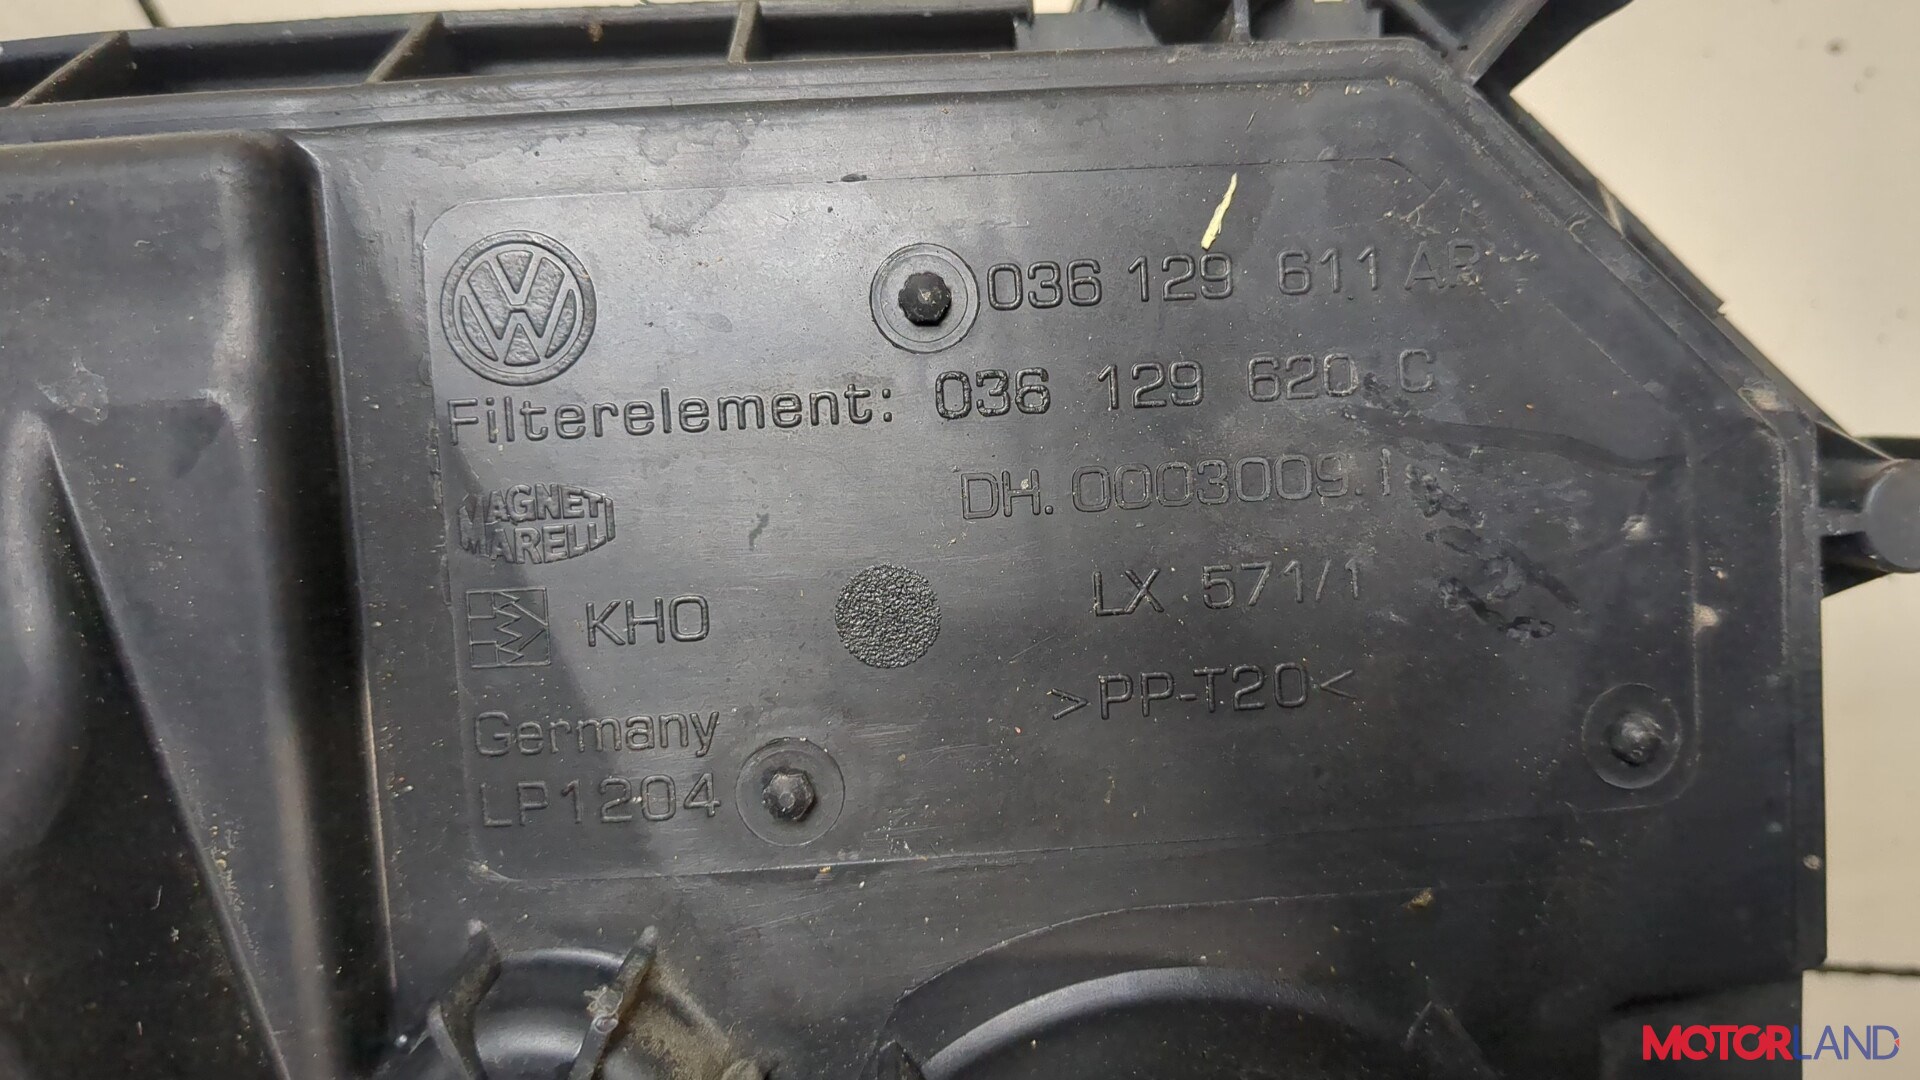 036 129 611 AR
Filterelement: 036 129 620 C
MAGNETI MARELLI
DH. 0003009.1
KHO
LX 571/1
>PP-T20<
Germany
LP1204
MOTORLAND